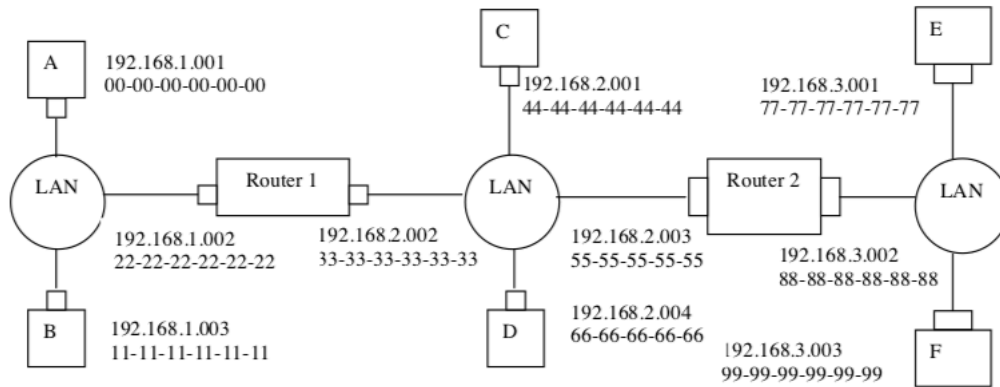 A
192.168.1.001
00-00-00-00-00-00
C
192.168.2.001
44-44-44-44-44-44
E
192.168.3.001
77-77-77-77-77-77
LAN
Router 1
LAN
Router 2
LAN
192.168.1.002
22-22-22-22-22-22
192.168.2.002
33-33-33-33-33-33
192.168.2.003
55-55-55-55-55
192.168.3.002
88-88-88-88-88-88
B
192.168.1.003
11-11-11-11-11-11
D
192.168.2.004
66-66-66-66-66
192.168.3.003
99-99-99-99-99-99
F